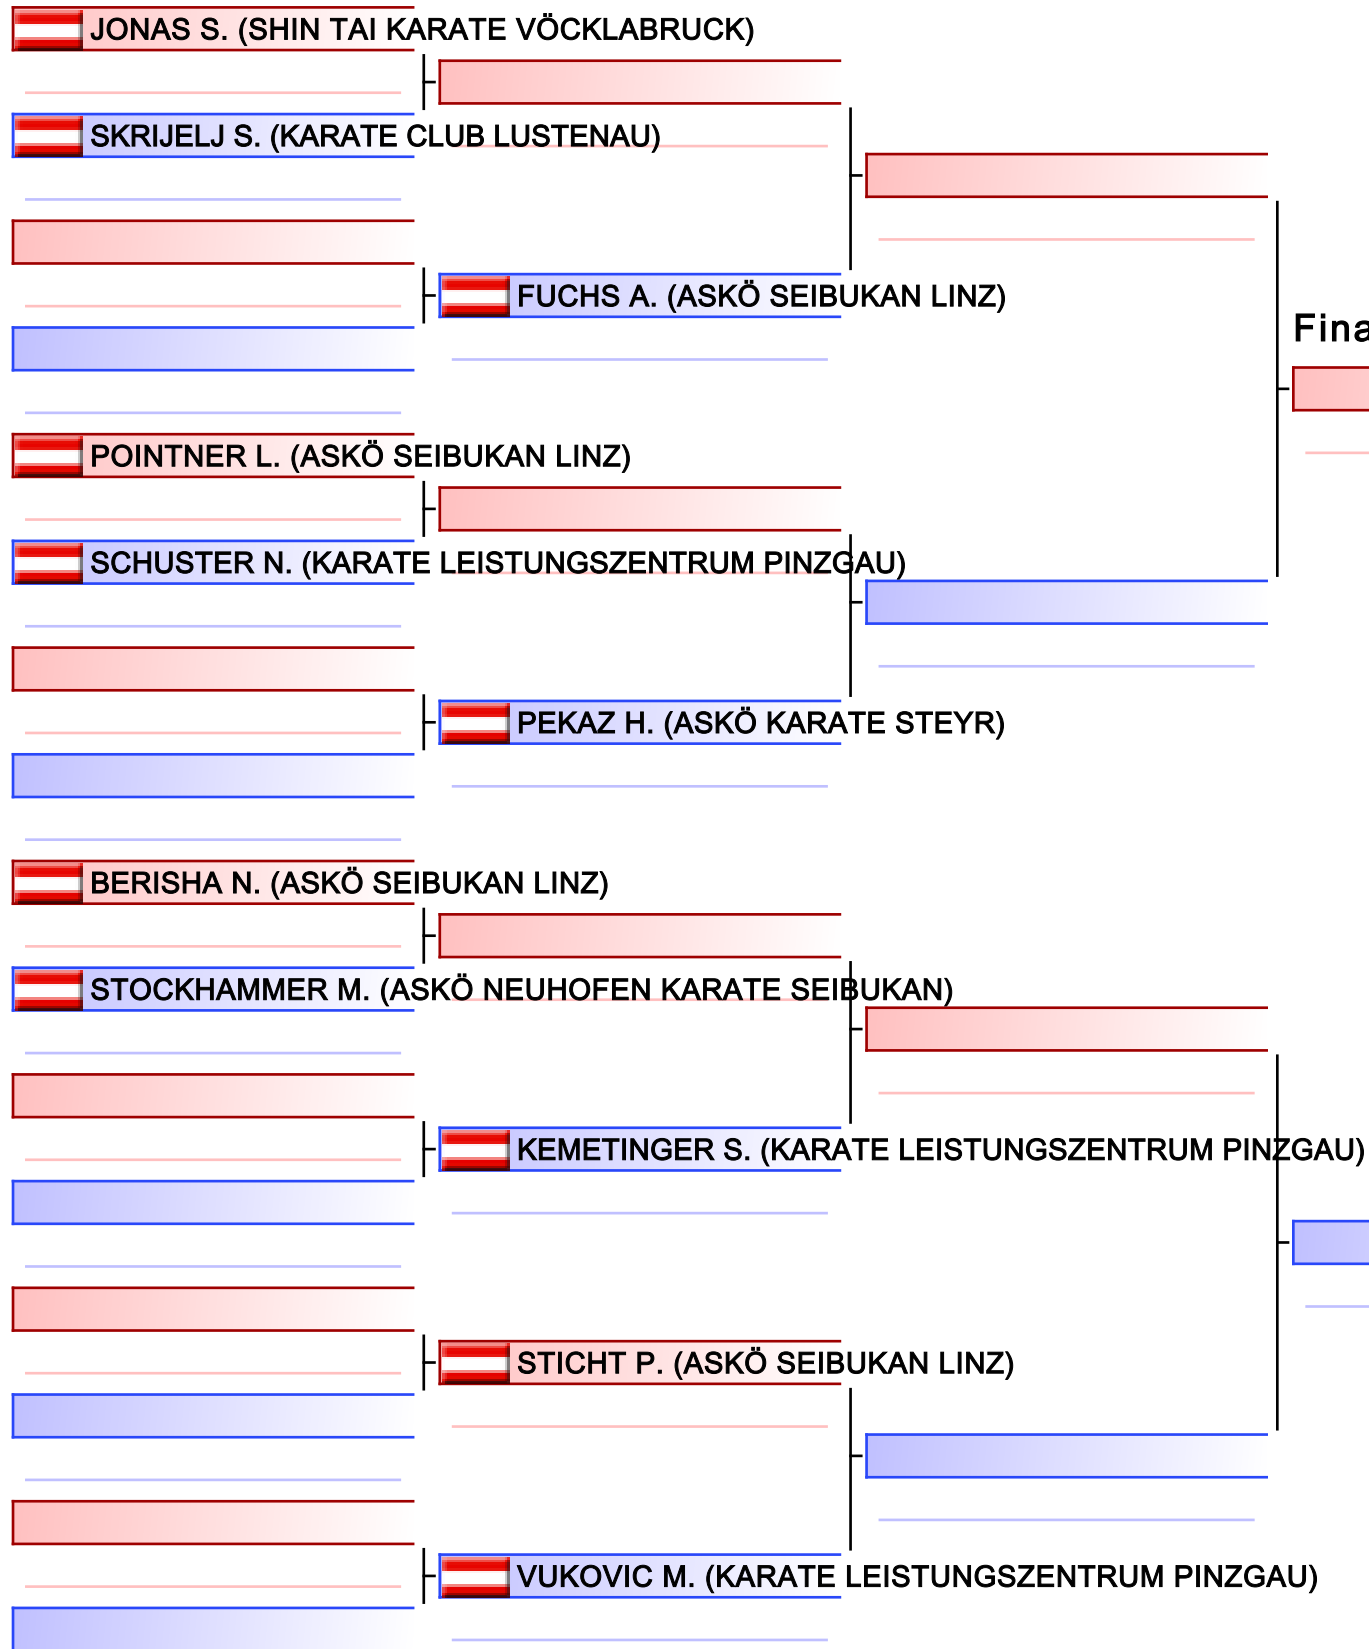 JONAS S. (SHIN TAI KARATE VÖCKLABRUCK)
SKRIJELJ S. (KARATE CLUB LUSTENAU)
FUCHS A. (ASKÖ SEIBUKAN LINZ)
Fina
POINTNER L. (ASKÖ SEIBUKAN LINZ)
SCHUSTER N. (KARATE LEISTUNGSZENTRUM PINZGAU)
PEKAZ H. (ASKÖ KARATE STEYR)
BERISHA N. (ASKÖ SEIBUKAN LINZ)
STOCKHAMMER M. (ASKÖ NEUHOFEN KARATE SEIBUKAN)
KEMETINGER S. (KARATE LEISTUNGSZENTRUM PINZGAU)
STICHT P. (ASKÖ SEIBUKAN LINZ)
VUKOVIC M. (KARATE LEISTUNGSZENTRUM PINZGAU)